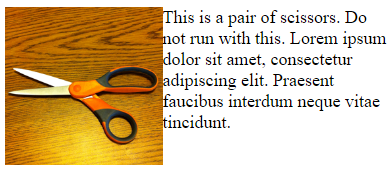 This is a pair of scissors. Do
not run with this. Lorem ipsum
dolor sit amet, consectetur
adipiscing elit. Praesent
faucibus interdum neque vitae
tincidunt.